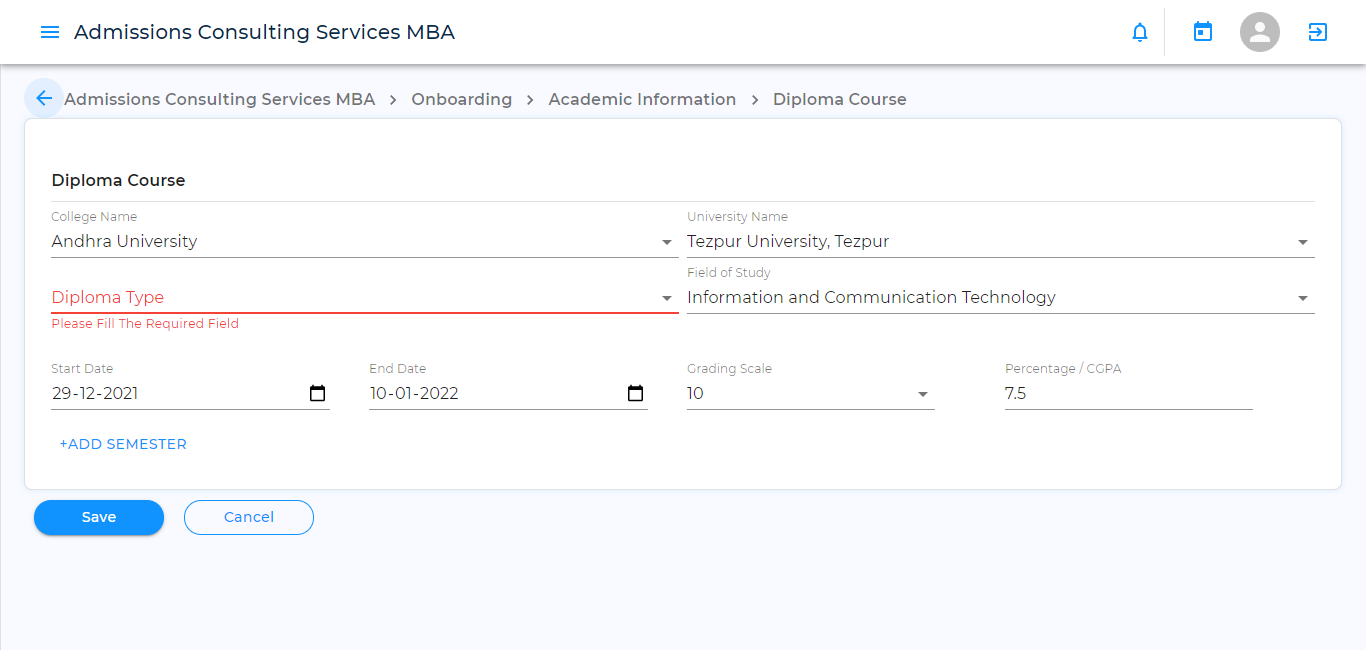 Admissions Consulting Services MBA
Admissions Consulting Services MBA > Onboarding > Academic Information > Diploma Course
Diploma Course
College Name University Name
Andhra University Tezpur University, Tezpur
Field of Study
Diploma Type Information and Communication Technology
Please Fill The Required Field
Start Date End Date Grading Scale Percentage / CGPA
29-12-2021 10-01-2022 10 7.5
+ADD SEMESTER
Save Cancel